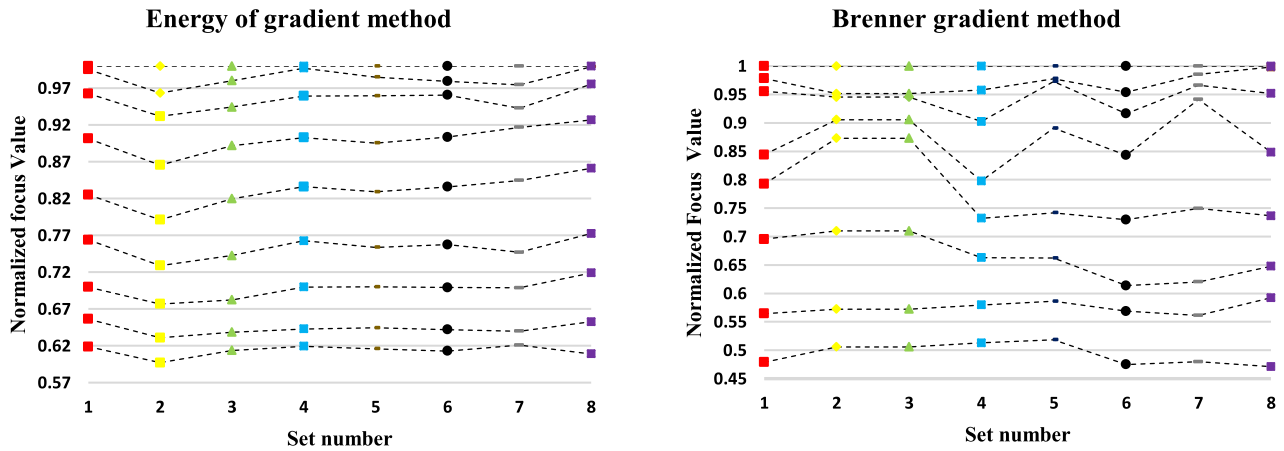 Energy of gradient method
Normalized focus Value
0.97
0.92
0.87
0.82
0.77
0.72
0.67
0.62
0.57
1 2 3 4 5 6 7 8
Set number
Brenner gradient method
Normalized Focus Value
1
0.95
0.9
0.85
0.8
0.75
0.7
0.65
0.6
0.55
0.5
0.45
1 2 3 4 5 6 7 8
Set number